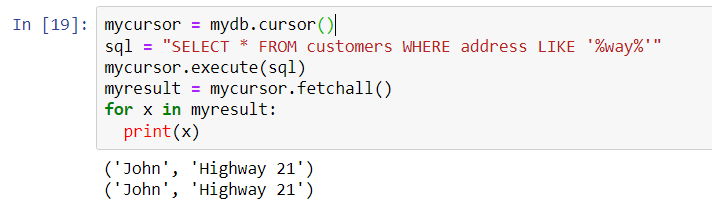 In [19]: mycursor = mydb.cursor()
sql = "SELECT * FROM customers WHERE address LIKE '%way%'"
mycursor.execute(sql)
myresult = mycursor.fetchall()
for x in myresult:
  print(x)
('John', 'Highway 21')
('John', 'Highway 21')